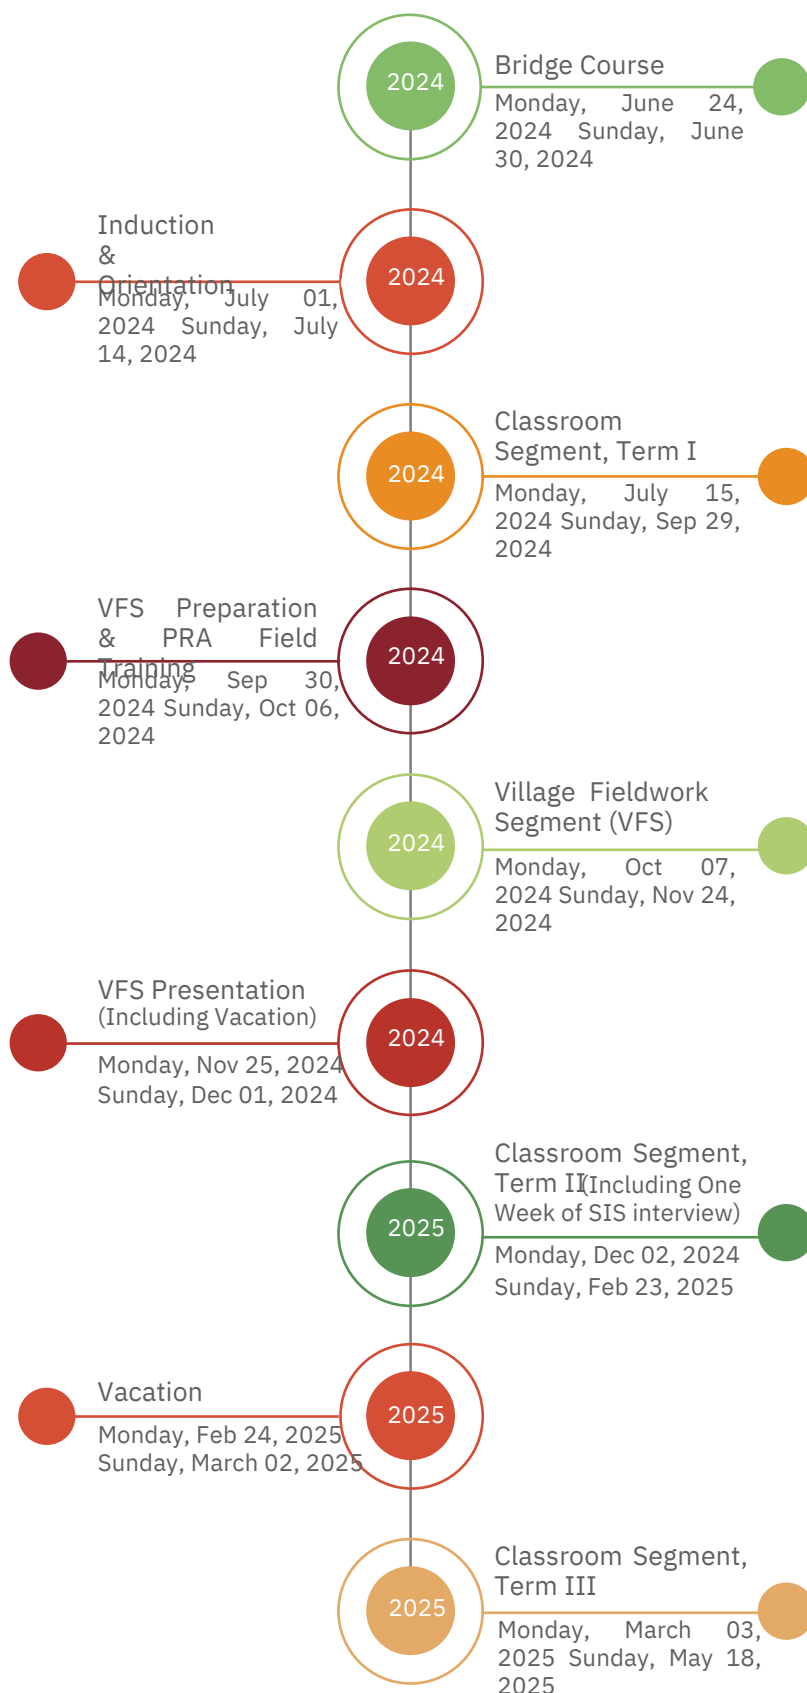 2024
Bridge Course
Monday, June 24,
2024 Sunday, June
30, 2024
Induction
&
Orientation
Monday, July 01,
2024 Sunday, July
14, 2024
2024
2024
Classroom
Segment, Term I
Monday, July 15,
2024 Sunday, Sep 29,
2024
VFS Preparation
& PRA Field
Training
Monday, Sep 30,
2024 Sunday, Oct 06,
2024
2024
2024
Village Fieldwork
Segment (VFS)
Monday, Oct 07,
2024 Sunday, Nov 24,
2024
VFS Presentation
(Including Vacation)
Monday, Nov 25, 2024
Sunday, Dec 01, 2024
2024
2025
Classroom Segment,
Term II (Including One
Week of SIS interview)
Monday, Dec 02, 2024
Sunday, Feb 23, 2025
Vacation
Monday, Feb 24, 2025
Sunday, March 02, 2025
2025
2025
Classroom Segment,
Term III
Monday, March 03,
2025 Sunday, May 18,
2025